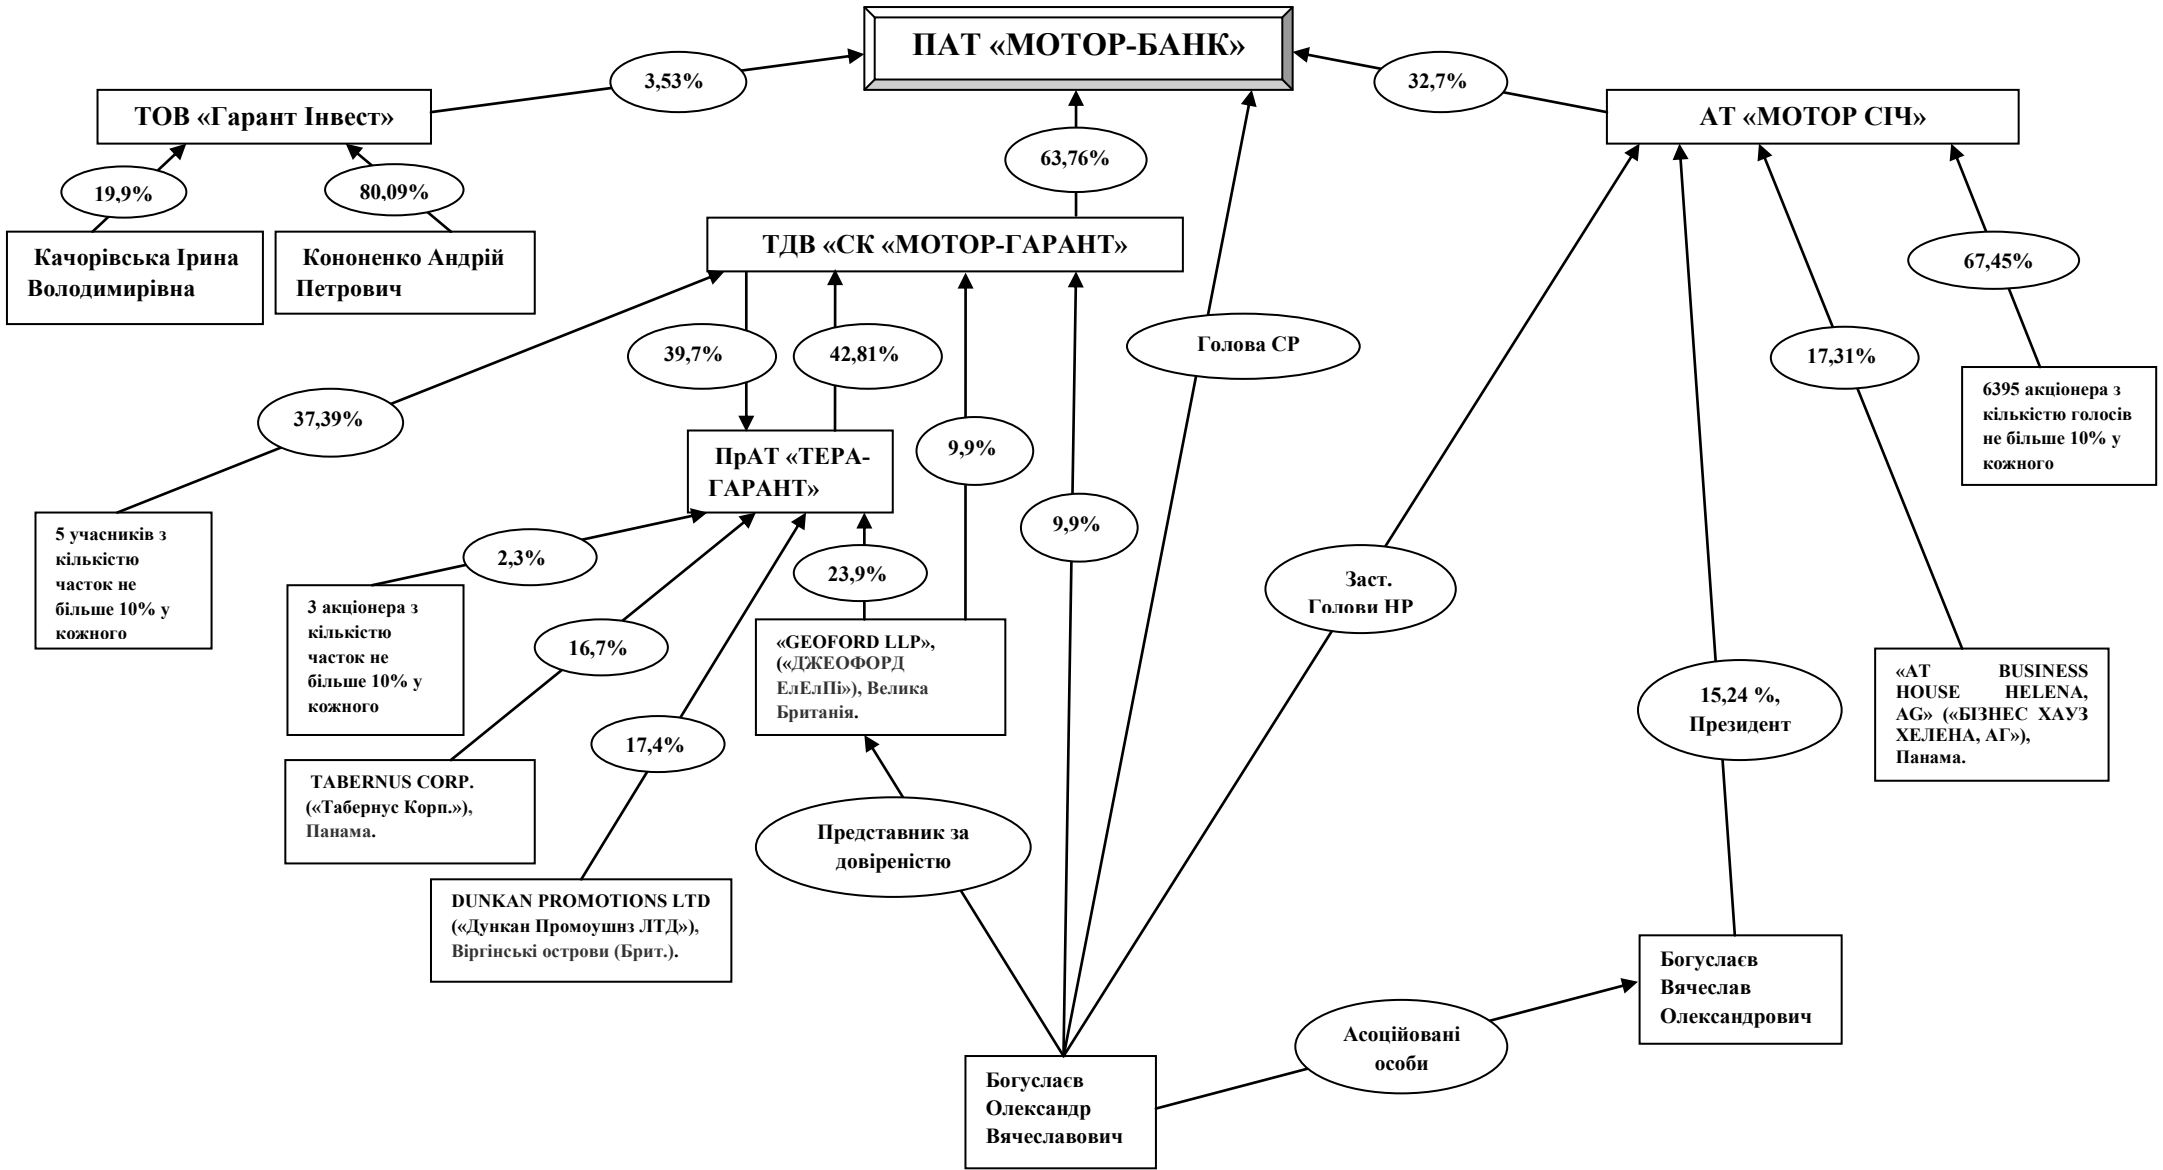 ПАТ «МОТОР-БАНК»
3,53%
32,7%
ТОВ «Гарант Інвест»
АТ «МОТОР СІЧ»
63,76%
19,9%
80,09%
Качорівська Ірина
Володимирівна
Кононенко Андрій
Петрович
ТДВ «СК «МОТОР-ГАРАНТ»
67,45%
39,7%
42,81%
Голова СР
17,31%
37,39%
6395 акціонера з
кількістю голосів
не більше 10% у
кожного
9,9%
ПрАТ «ТЕРА-
ГАРАНТ»
9,9%
5 учасників з
кількістю
часток не
більше 10% у
кожного
2,3%
23,9%
Заст.
Голови НР
3 акціонера з
кількістю
часток не
більше 10% у
кожного
16,7%
«GEOFORD LLP»,
(«ДЖЕОФОРД
ЕлЕлПі»), Велика
Британія.
15,24 %,
Президент
«AT BUSINESS
HOUSE HELENA,
AG» («БІЗНЕС ХАУЗ
ХЕЛЕНА, АГ»),
Панама.
17,4%
TABERNUS CORP.
(«Табернус Корп.»),
Панама.
Представник за
довіреністю
DUNKAN PROMOTIONS LTD
(«Дункан Промоушнз ЛТД»),
Віргінські острови (Брит.).
Богуслаєв
Вячеслав
Олександрович
Асоційовані
особи
Богуслаєв
Олександр
Вячеславович